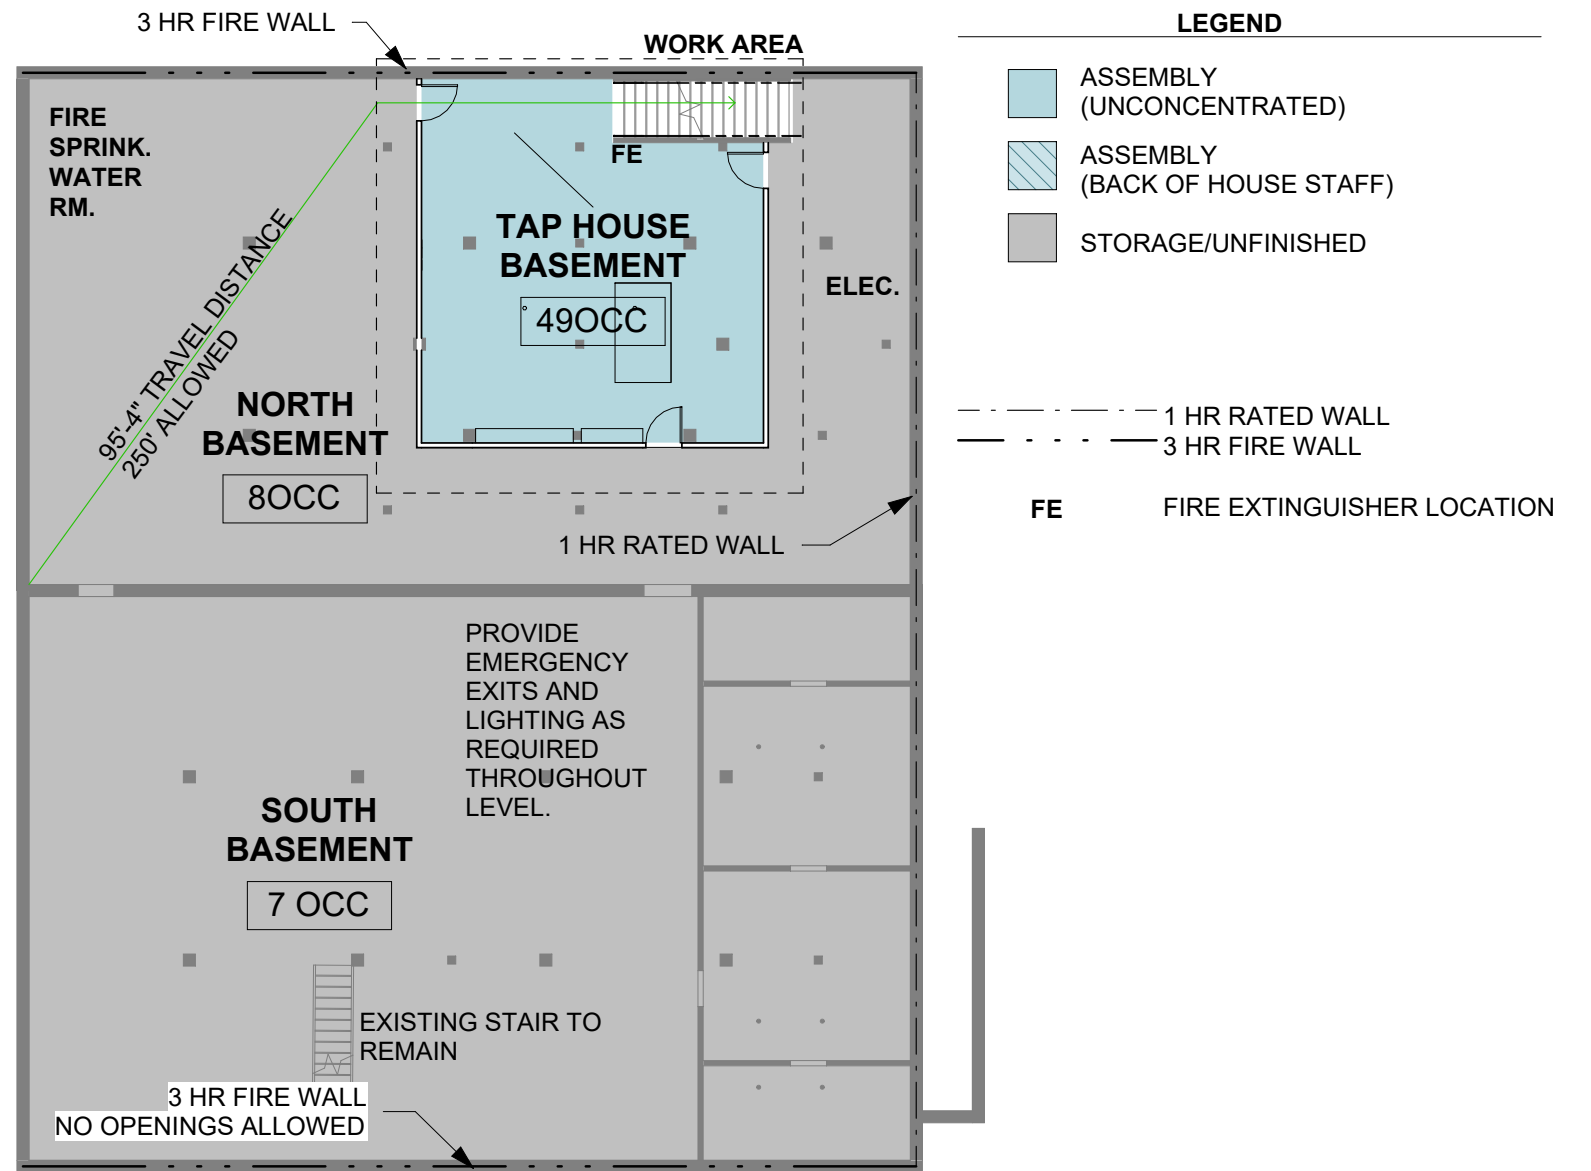 3 HR FIRE WALL
WORK AREA
FIRE
SPRINK.
WATER
RM.
FE
TAP HOUSE
BASEMENT
49OCC
ELEC.
95'-4" TRAVEL DISTANCE
250' ALLOWED
NORTH
BASEMENT
8OCC
1 HR RATED WALL
PROVIDE
EMERGENCY
EXITS AND
LIGHTING AS
REQUIRED
THROUGHOUT
LEVEL.
SOUTH
BASEMENT
7 OCC
EXISTING STAIR TO
REMAIN
3 HR FIRE WALL
NO OPENINGS ALLOWED
LEGEND
ASSEMBLY
(UNCONCENTRATED)
ASSEMBLY
(BACK OF HOUSE STAFF)
STORAGE/UNFINISHED
1 HR RATED WALL
3 HR FIRE WALL
FE FIRE EXTINGUISHER LOCATION